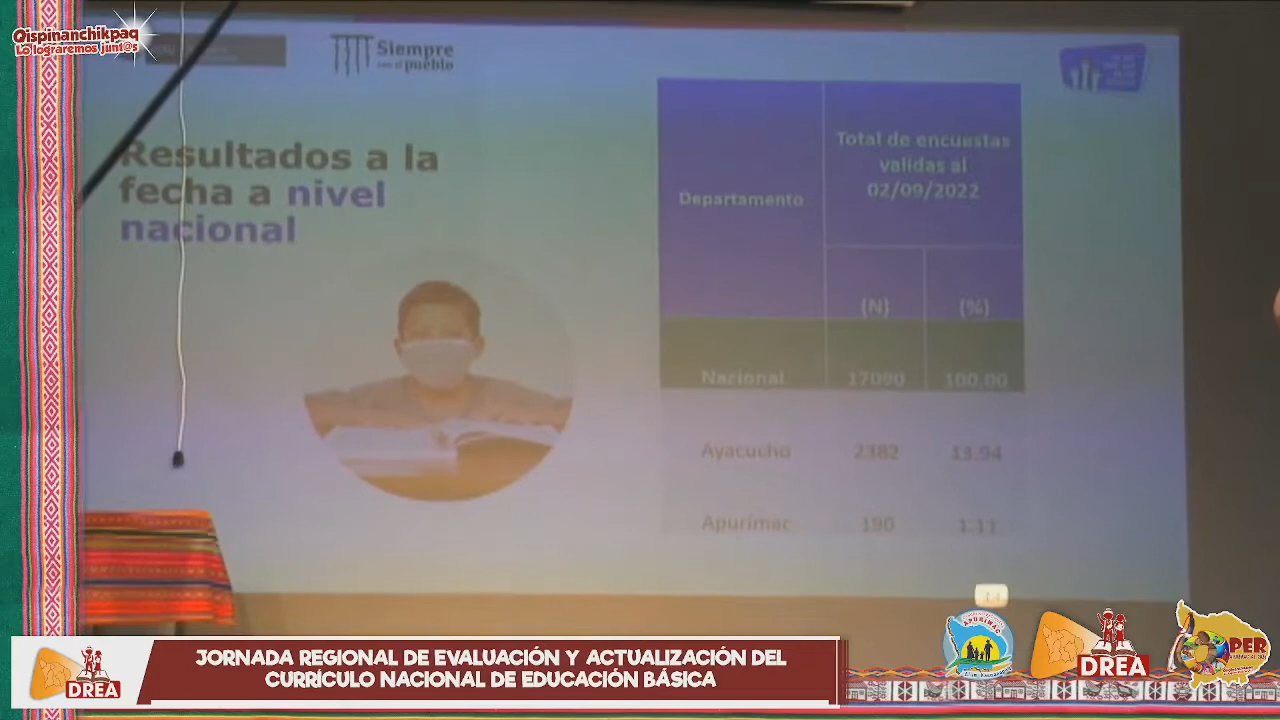 Qispinanchikpaq
Lo lograremos junt@s
Siempre
con el pueblo
Resultados a la
fecha a nivel
nacional
Departamento
Total de encuestas
validas al
02/09/2022
(N) (%)
Nacional 17090 100.00
Ayacucho 2382 13.94
Apurímac 190 1.11
APURIMAC
DREA
PER
DREA
JORNADA REGIONAL DE EVALUACIÓN Y ACTUALIZACIÓN DEL
CURRÍCULO NACIONAL DE EDUCACIÓN BÁSICA